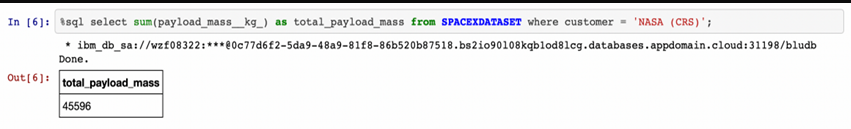 In [6]: %sql select sum(payload_mass__kg_) as total_payload_mass from SPACEXDATASET where customer = 'NASA (CRS)';
* ibm_db_sa://wzf08322:***@0c77d6f2-5da9-48a9-81f8-86b520b87518.bs2io90l08kqb1od8lcg.databases.appdomain.cloud:31198/bludb
Done.
Out[6]: total_payload_mass
45596